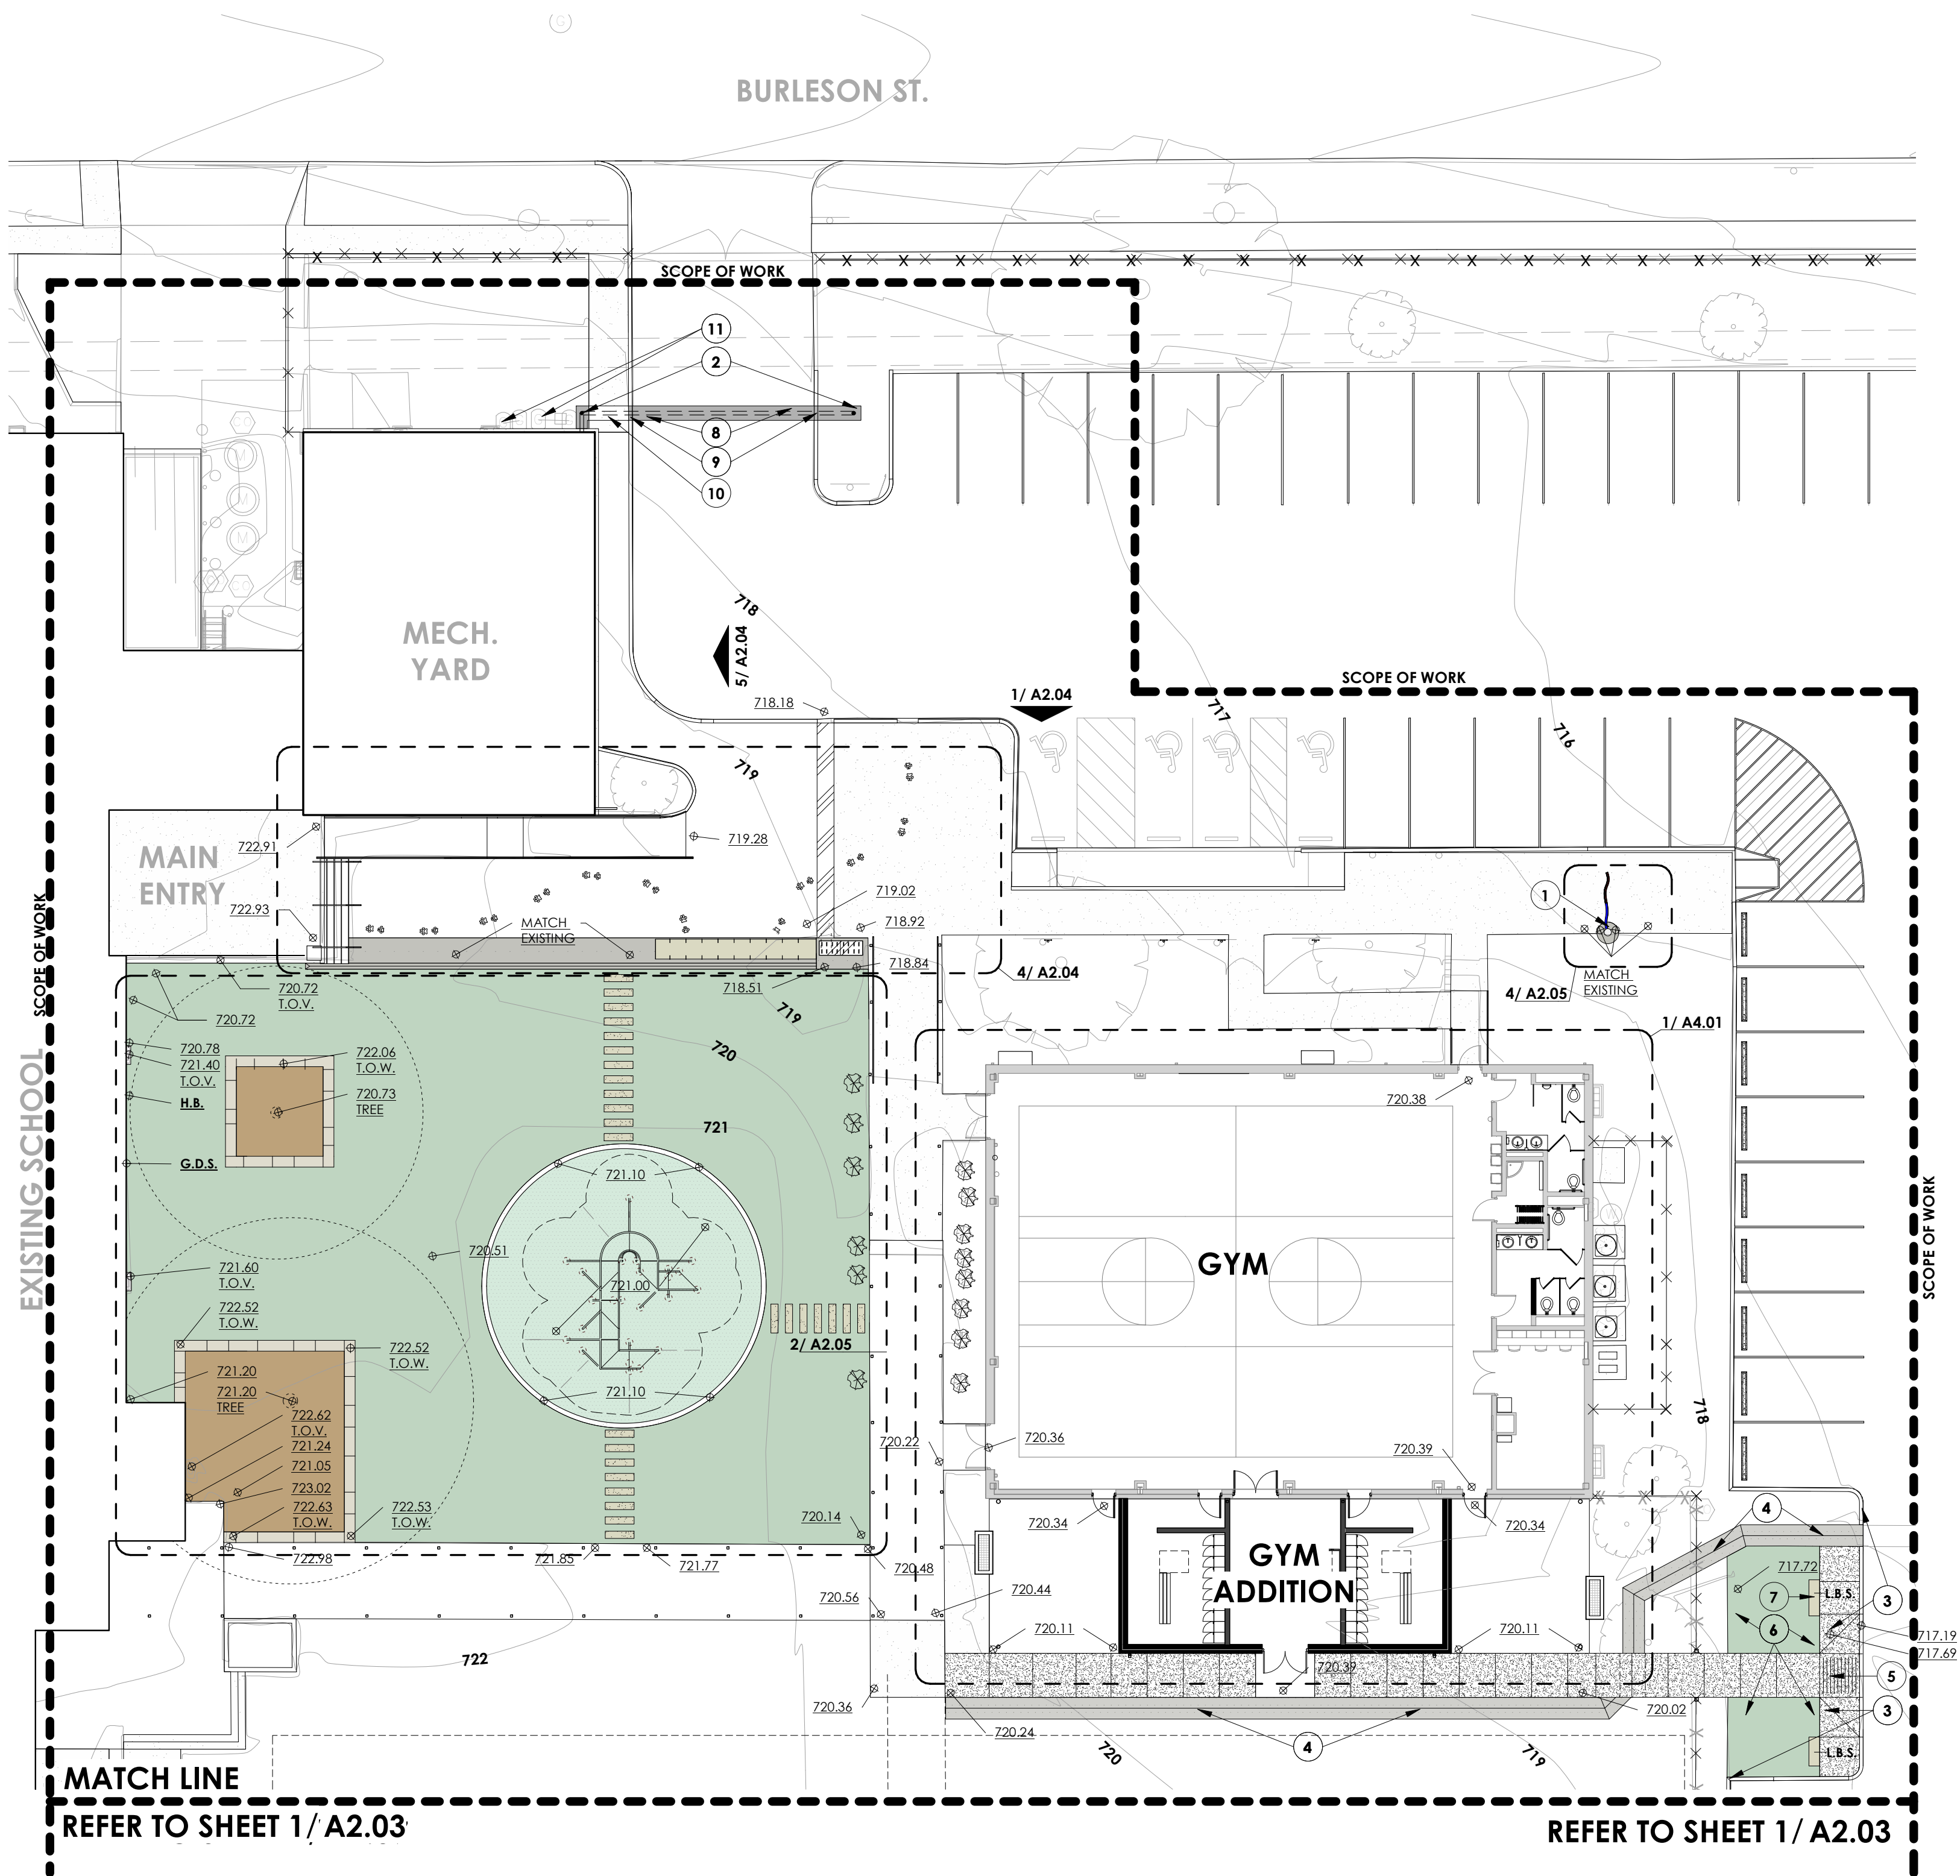 G
BURLESON ST.
SCOPE OF WORK
11
2
8
9
10
CO
M
M
M
CO
CO
MECH.
YARD
718
5/ A2.04
718.18
1/ A2.04
717
716
SCOPE OF WORK
719
722.91
719.28
MAIN
ENTRY
722.93
MATCH
EXISTING
719.02
718.92
718.84
718.51
4/ A2.04
1
MATCH
EXISTING
4/ A2.05
1/ A4.01
SCOPE OF WORK
EXISTING SCHOOL
720.72
T.O.V.
720.72
719
720
720.78
721.40
T.O.V.
722.06
T.O.W.
H.B.
720.73
TREE
721
G.D.S.
721.10
720.51
721.00
721.60
T.O.V.
722.52
T.O.W.
722.52
T.O.W.
2/ A2.05
721.20
721.20
TREE
721.10
722.62
T.O.V.
721.24
721.05
723.02
722.63
T.O.W.
722.53
T.O.W.
722.98
721.85
721.77
720.14
720.48
720.22
720.38
GYM
720.36
720.39
718
SCOPE OF WORK
720.34
720.34
GYM
ADDITION
720.44
720.56
720.11
720.11
720.39
4
717.72
7
L.B.S.
3
6
717.19
717.69
5
3
L.B.S.
722
720.36
720.24
720.02
4
720
719
MATCH LINE
REFER TO SHEET 1/ A2.03
REFER TO SHEET 1/ A2.03